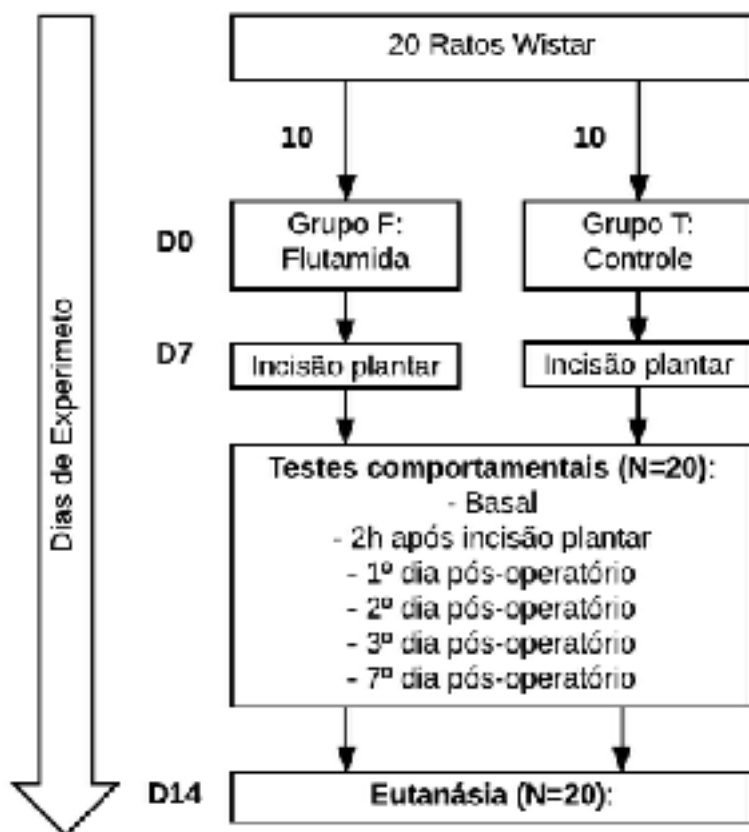 20 Ratos Wistar
10
10
D0
Grupo F:
Flutamida
Grupo T:
Controle
D7
Incisão plantar
Incisão plantar
Dias de Experimeto
Testes comportamentais (N=20):
- Basal
- 2h após incisão plantar
- 1º dia pós-operatório
- 2º dia pós-operatório
- 3º dia pós-operatório
- 7º dia pós-operatório
D14
Eutanásia (N=20):